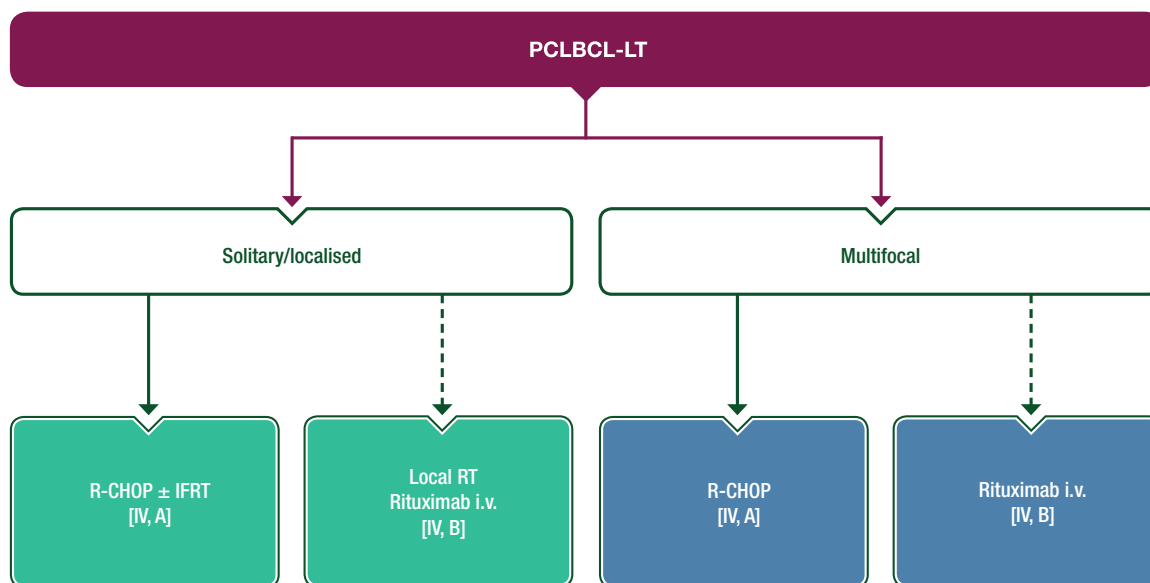 PCLBCL-LT
Solitary/localised
Multifocal
R-CHOP ± IFRT
[IV, A]
Local RT
Rituximab i.v.
[IV, B]
R-CHOP
[IV, A]
Rituximab i.v.
[IV, B]